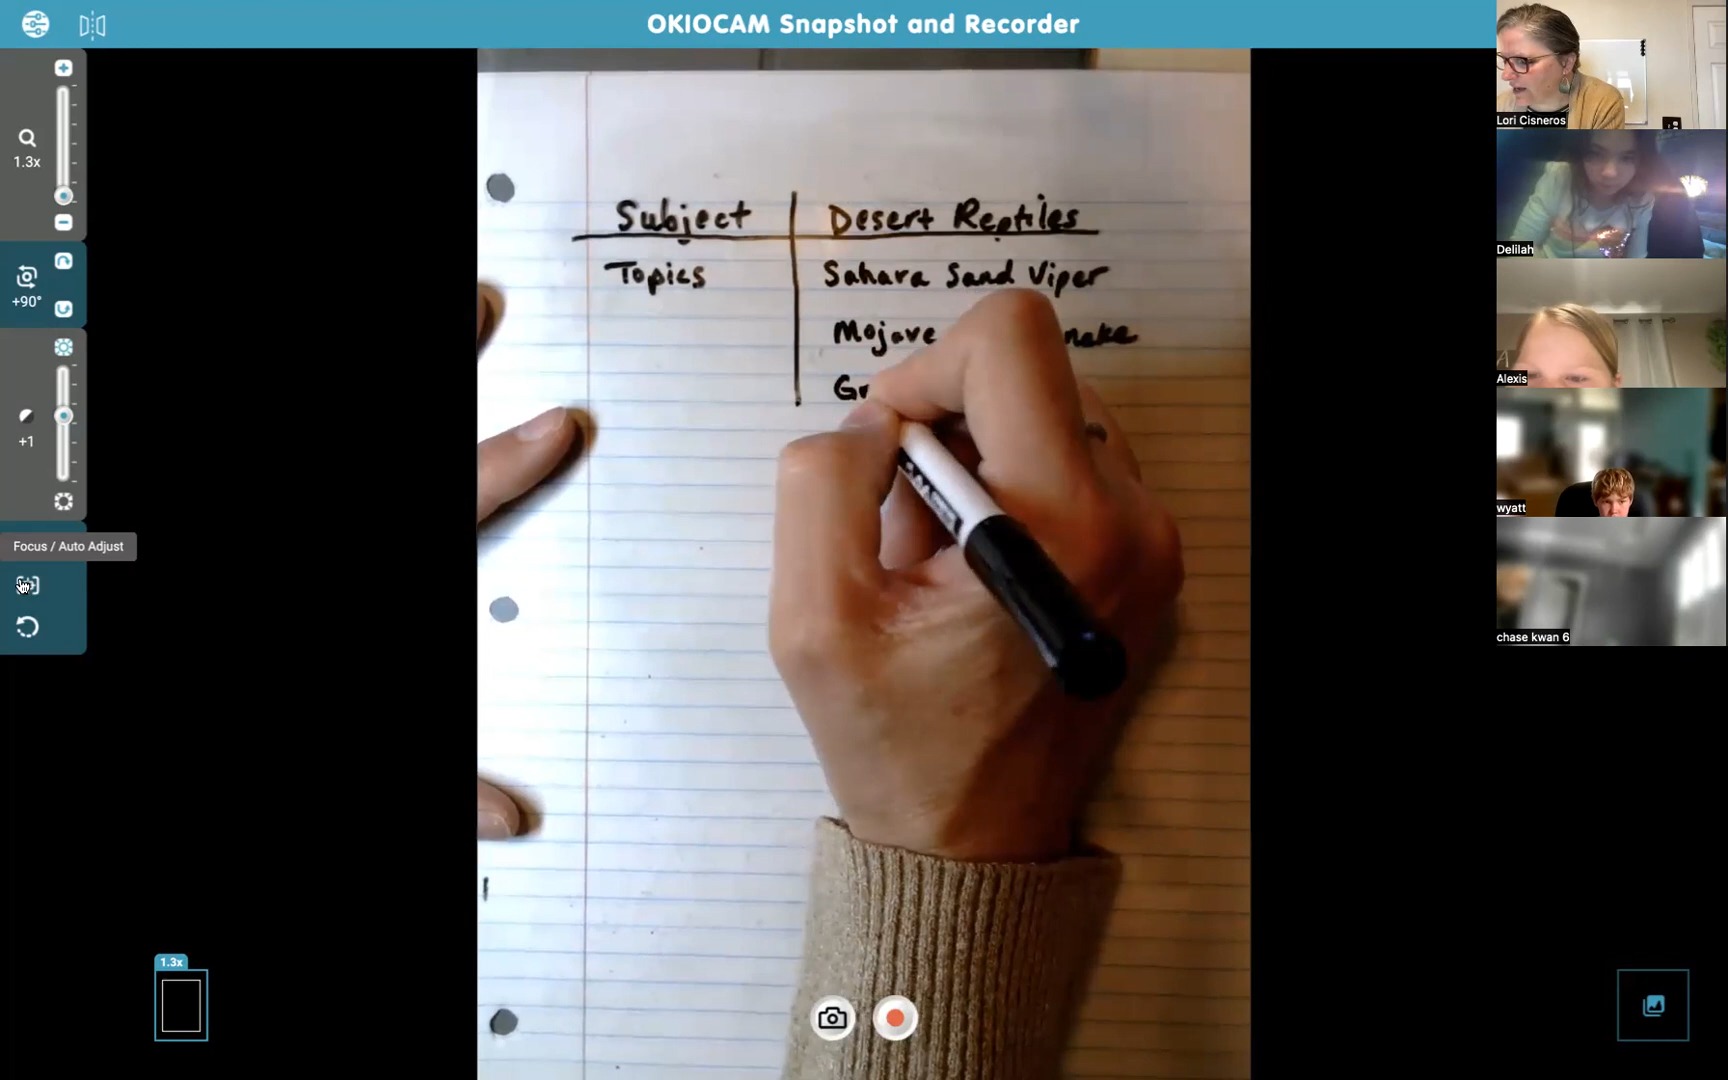 OKIOCAM Snapshot and Recorder
1.3x
+90°
+1
Focus / Auto Adjust
1.3x
Subject
Desert Reptiles
Topics
Sahara Sand Viper
Mojave
Lori Cisneros
Delilah
Alexis
wyatt
chase kwan 6